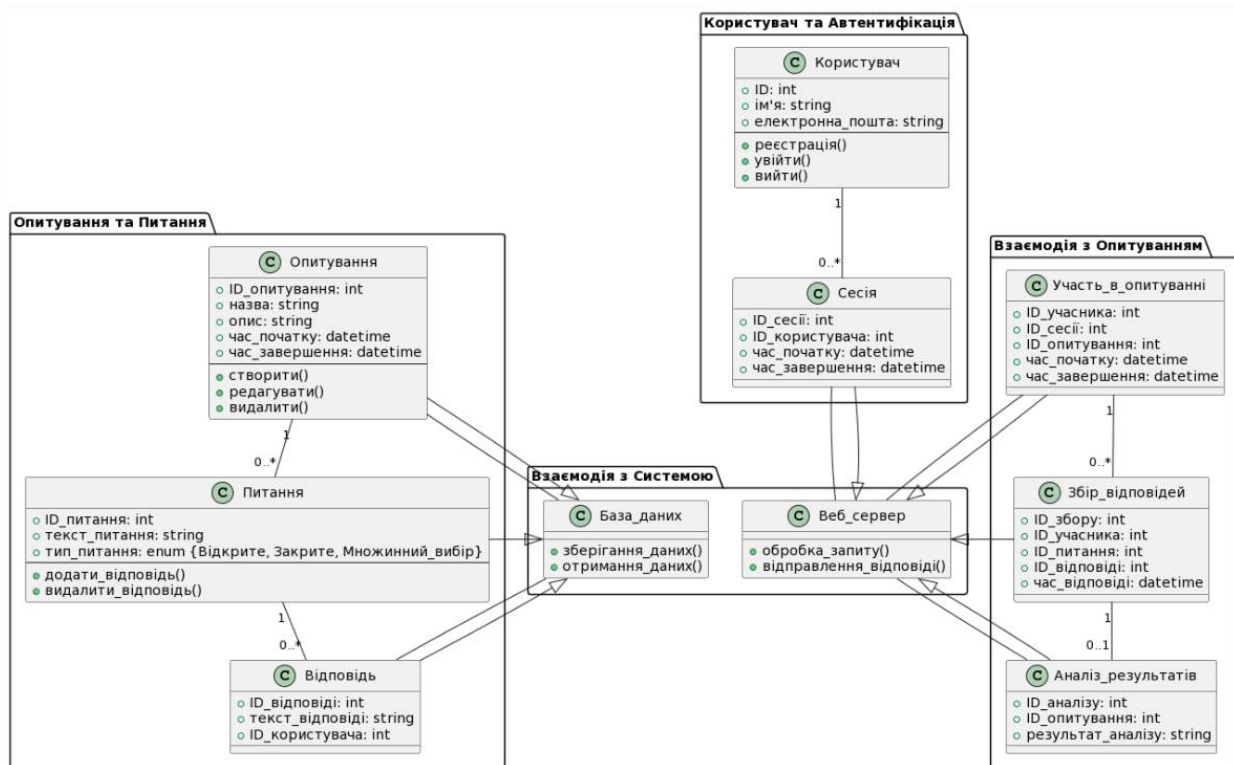 Користувач та Автентифікація
C Користувач
ID: int
ім'я: string
електронна_пошта: string
реєстрація()
увійти()
вийти()
1
0..*
C Сесія
ID_сесії: int
ID_користувача: int
час_початку: datetime
час_завершення: datetime
Опитування та Питання
C Опитування
ID_опитування: int
назва: string
опис: string
час_початку: datetime
час_завершення: datetime
створити()
редагувати()
видалити()
1
0..*
C Питання
ID_питання: int
текст_питання: string
тип_питання: enum {Відкрите, Закрите, Множинний_вибір}
додати_відповідь()
видалити_відповідь()
1
0..*
C Відповідь
ID_відповіді: int
текст_відповіді: string
ID_користувача: int
Взаємодія з Системою
C База_даних
зберігання_даних()
отримання_даних()
C Веб_сервер
обробка_запиту()
відправлення_відповіді()
Взаємодія з Опитуванням
C Участь_в_опитуванні
ID_учасника: int
ID_сесії: int
ID_опитування: int
час_початку: datetime
час_завершення: datetime
1
0..*
C Збір_відповідей
ID_збору: int
ID_учасника: int
ID_питання: int
ID_відповіді: int
час_відповіді: datetime
1
0..1
C Аналіз_результатів
ID_аналізу: int
ID_опитування: int
результат_аналізу: string